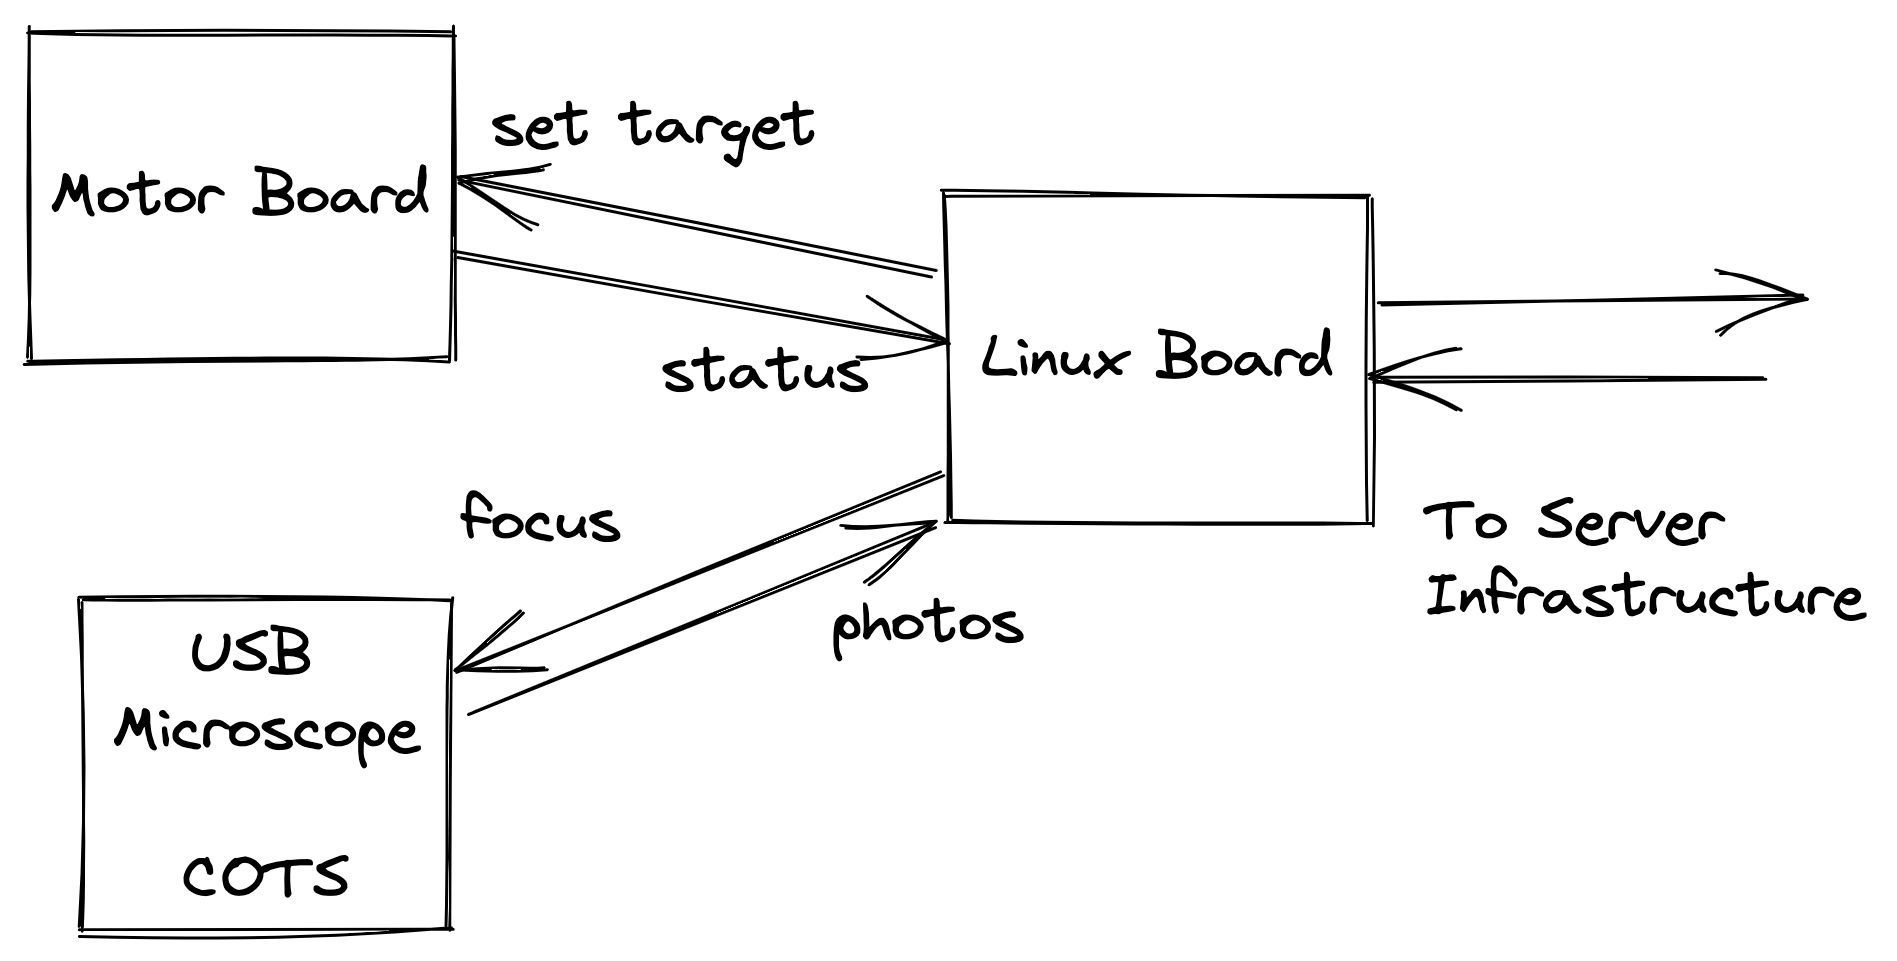 set target
Motor Board
status
Linux Board
focus
To Server
Infrastructure
photos
USB
Microscope
COTS